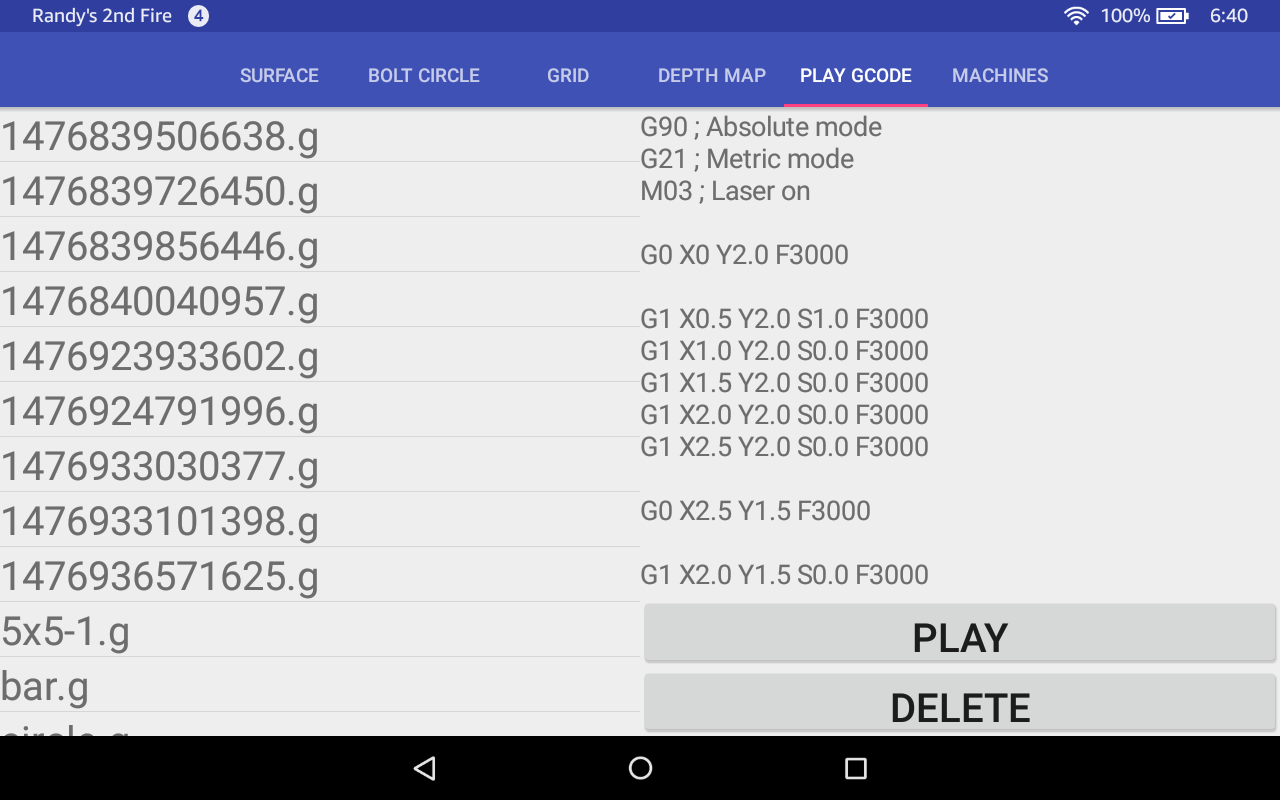 Randy's 2nd Fire 4 100% 6:40
SURFACE BOLT CIRCLE GRID DEPTH MAP PLAY GCODE MACHINES
1476839506638.g
1476839726450.g
1476839856446.g
1476840040957.g
1476923933602.g
1476924791996.g
1476933030377.g
1476933101398.g
1476936571625.g
5x5-1.g
bar.g
circle.g
G90 ; Absolute mode
G21 ; Metric mode
M03 ; Laser on
G0 X0 Y2.0 F3000
G1 X0.5 Y2.0 S1.0 F3000
G1 X1.0 Y2.0 S0.0 F3000
G1 X1.5 Y2.0 S0.0 F3000
G1 X2.0 Y2.0 S0.0 F3000
G1 X2.5 Y2.0 S0.0 F3000
G0 X2.5 Y1.5 F3000
G1 X2.0 Y1.5 S0.0 F3000
PLAY
DELETE